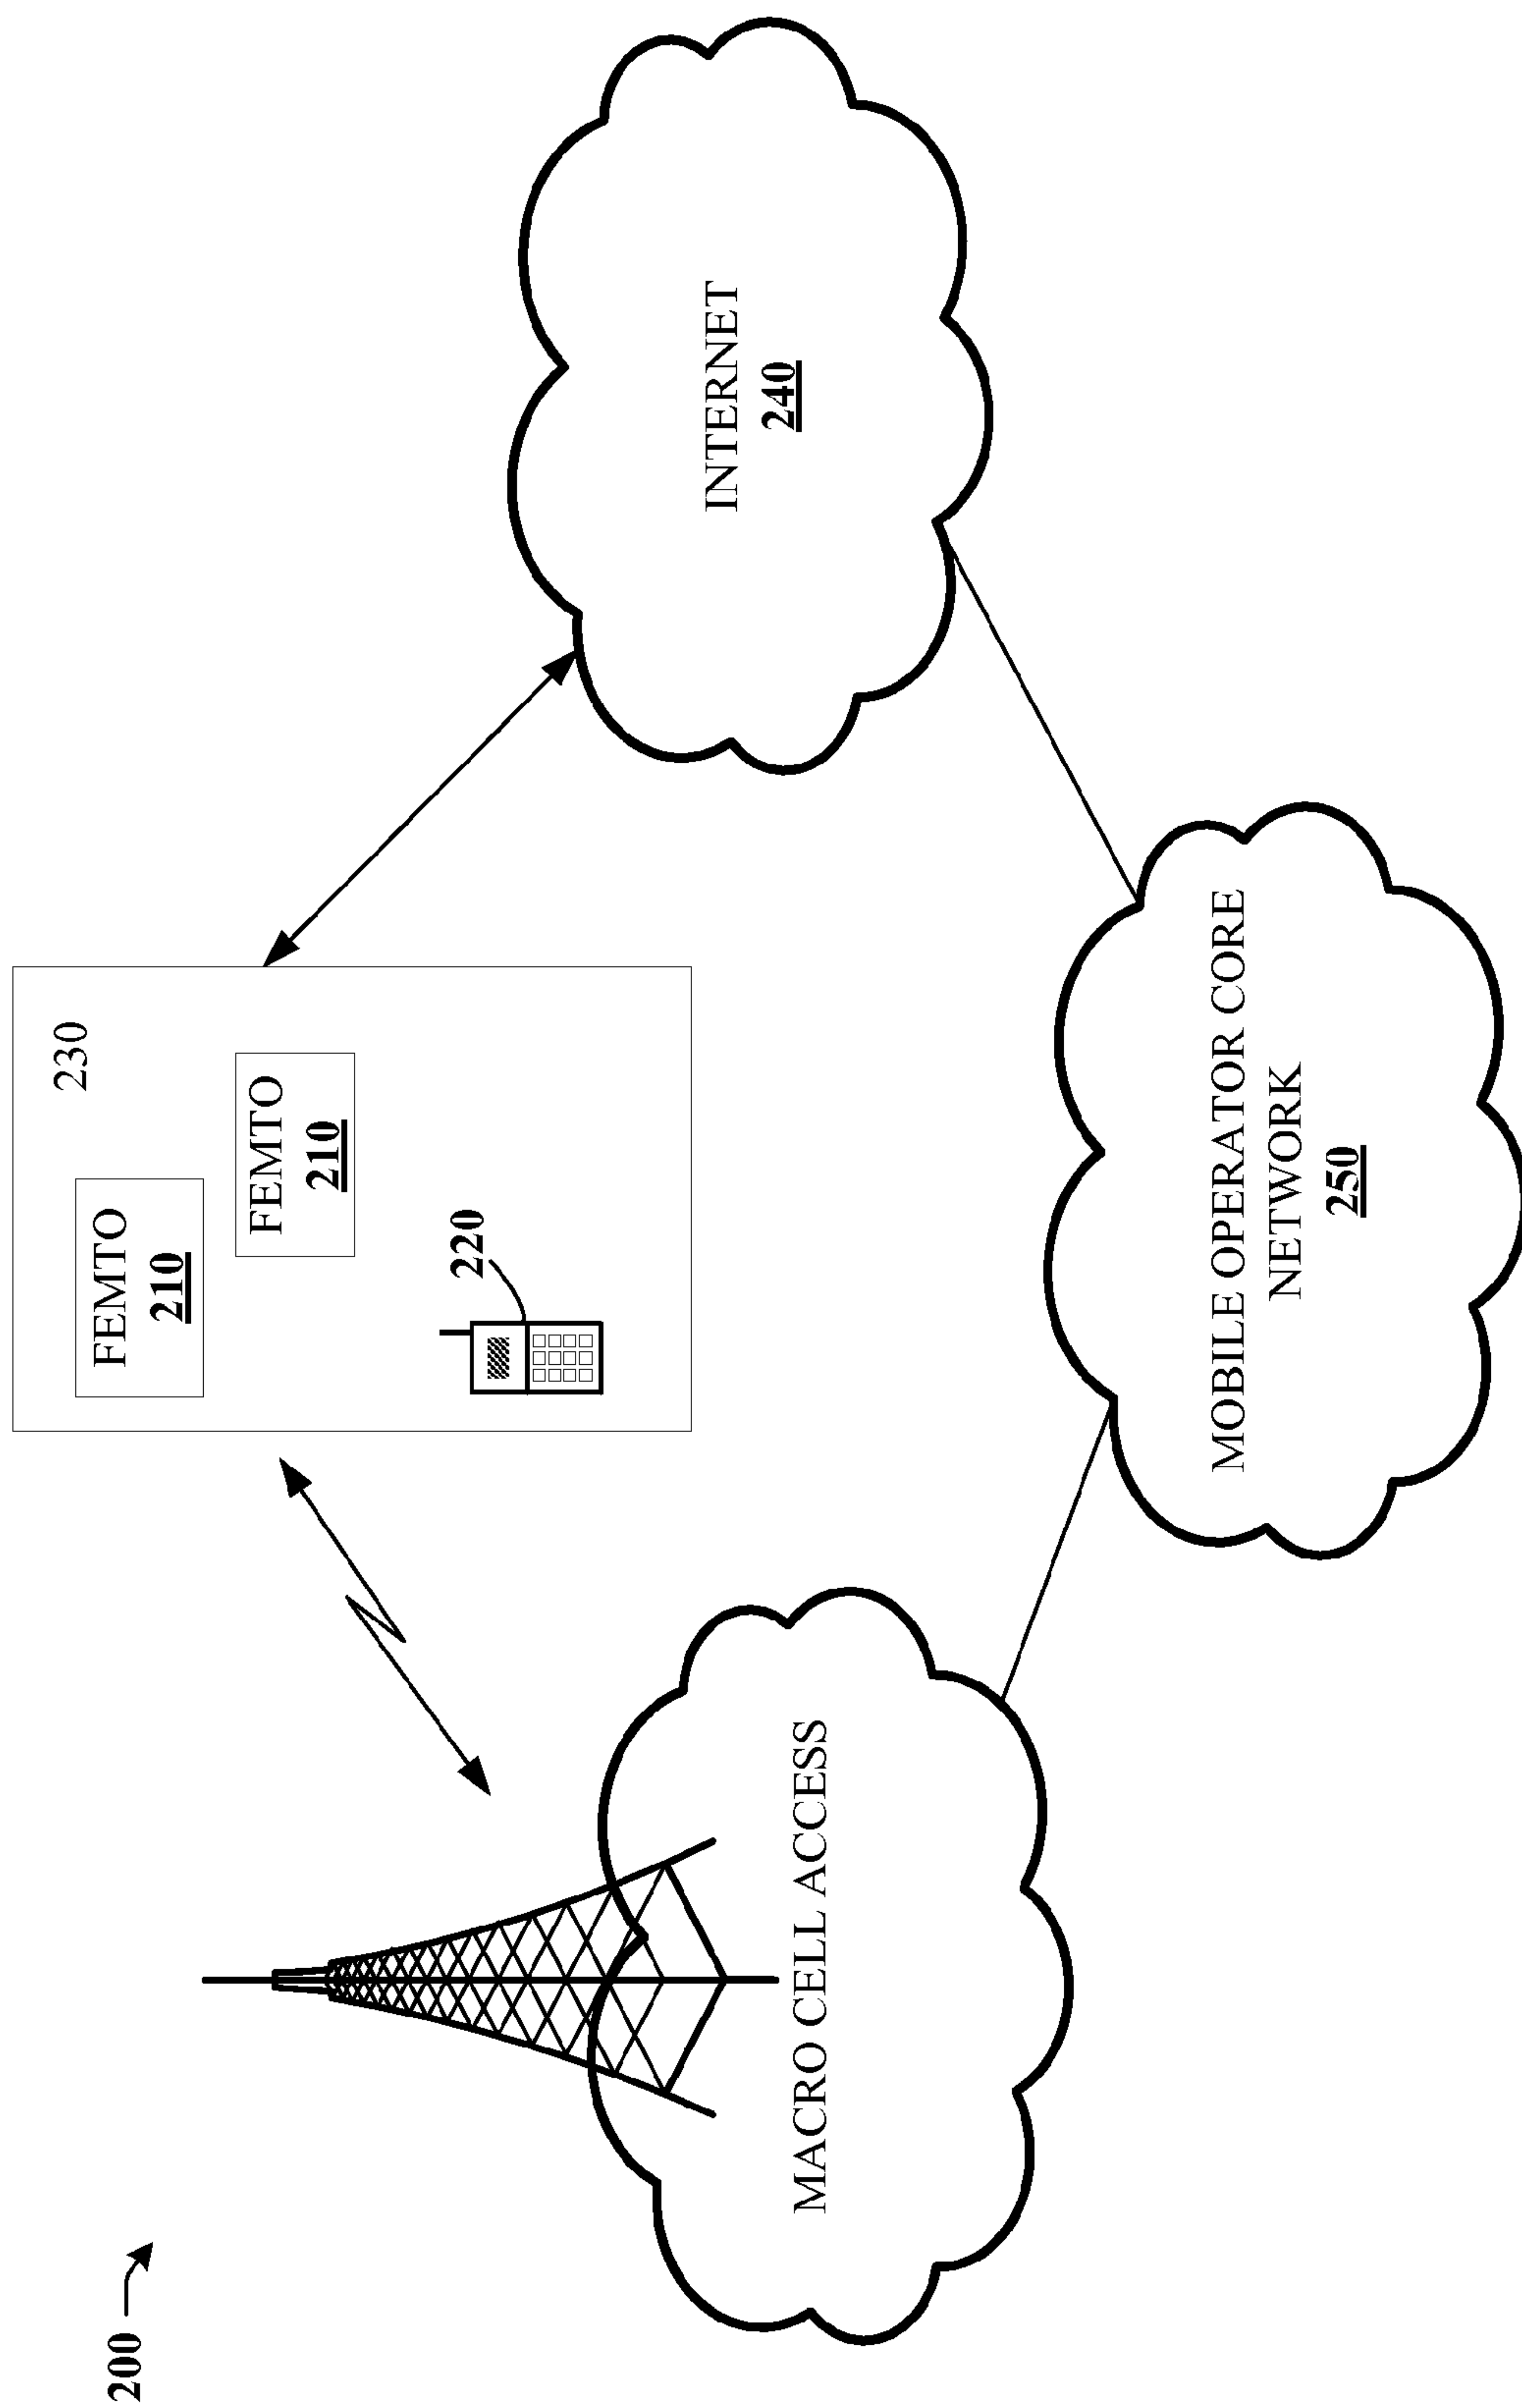 200
230
FEMTO
210
FEMTO
210
220
INTERNET
240
MACRO CELL ACCESS
MOBILE OPERATOR CORE
NETWORK
250